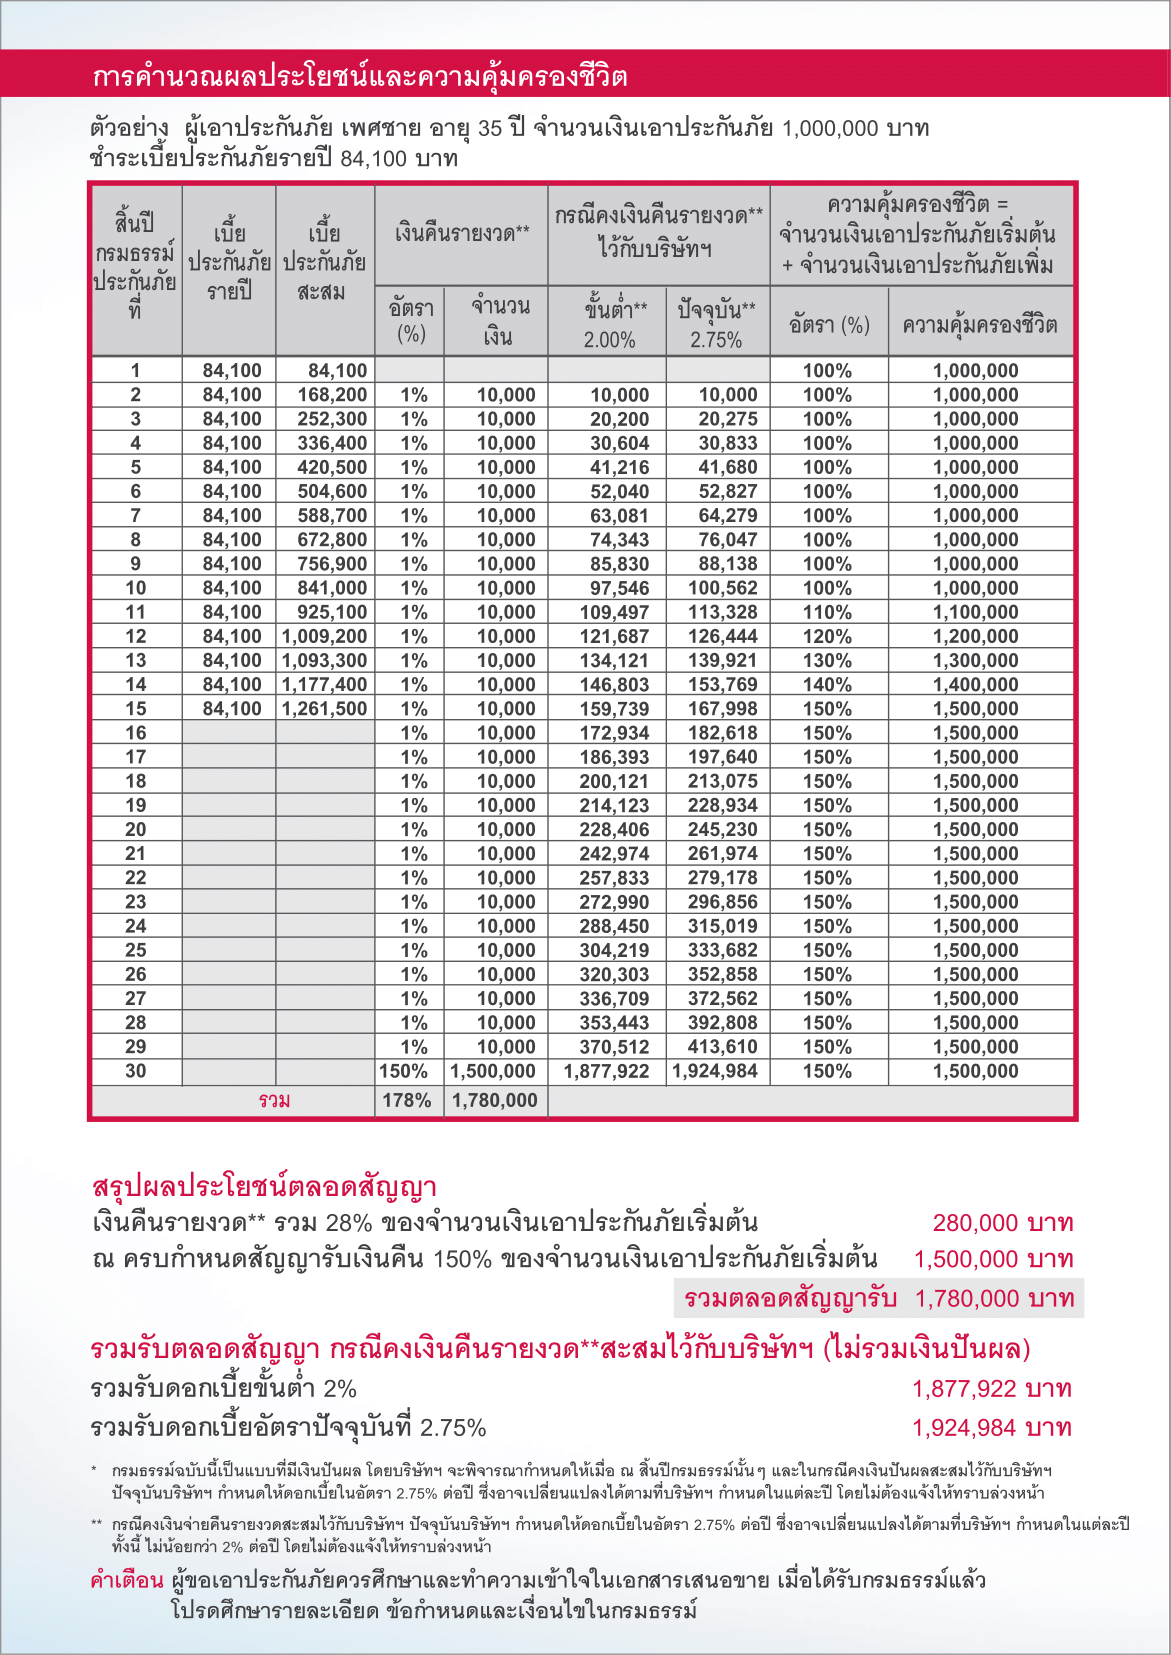 การคำนวณผลประโยชน์และความคุ้มครองชีวิต
ตัวอย่าง ผู้เอาประกันภัย เพศชาย อายุ 35 ปี จำนวนเงินเอาประกันภัย 1,000,000 บาท
ชำระเบี้ยประกันภัยรายปี 84,100 บาท
สิ้นปี กรมธรรม์ ประกันภัย ที่
เบี้ย ประกันภัย รายปี
เบี้ย ประกันภัย สะสม
เงินคืนรายงวด**
กรณีคงเงินคืนรายงวด** ไว้กับบริษัทฯ
ความคุ้มครองชีวิต = จำนวนเงินเอาประกันภัยเริ่มต้น + จำนวนเงินเอาประกันภัยเพิ่ม
อัตรา (%) จำนวน เงิน ขั้นต่ำ** 2.00% ปัจจุบัน** 2.75% อัตรา (%) ความคุ้มครองชีวิต
1 84,100 84,100 100% 1,000,000
2 84,100 168,200 1% 10,000 10,000 10,000 100% 1,000,000
3 84,100 252,300 1% 10,000 20,200 20,275 100% 1,000,000
4 84,100 336,400 1% 10,000 30,604 30,833 100% 1,000,000
5 84,100 420,500 1% 10,000 41,216 41,680 100% 1,000,000
6 84,100 504,600 1% 10,000 52,040 52,827 100% 1,000,000
7 84,100 588,700 1% 10,000 63,081 64,279 100% 1,000,000
8 84,100 672,800 1% 10,000 74,343 76,047 100% 1,000,000
9 84,100 756,900 1% 10,000 85,830 88,138 100% 1,000,000
10 84,100 841,000 1% 10,000 97,546 100,562 100% 1,000,000
11 84,100 925,100 1% 10,000 109,497 113,328 110% 1,100,000
12 84,100 1,009,200 1% 10,000 121,687 126,444 120% 1,200,000
13 84,100 1,093,300 1% 10,000 134,121 139,921 130% 1,300,000
14 84,100 1,177,400 1% 10,000 146,803 153,769 140% 1,400,000
15 84,100 1,261,500 1% 10,000 159,739 167,998 150% 1,500,000
16 1% 10,000 172,934 182,618 150% 1,500,000
17 1% 10,000 186,393 197,640 150% 1,500,000
18 1% 10,000 200,121 213,075 150% 1,500,000
19 1% 10,000 214,123 228,934 150% 1,500,000
20 1% 10,000 228,406 245,230 150% 1,500,000
21 1% 10,000 242,974 261,974 150% 1,500,000
22 1% 10,000 257,833 279,178 150% 1,500,000
23 1% 10,000 272,990 296,856 150% 1,500,000
24 1% 10,000 288,450 315,019 150% 1,500,000
25 1% 10,000 304,219 333,682 150% 1,500,000
26 1% 10,000 320,303 352,858 150% 1,500,000
27 1% 10,000 336,709 372,562 150% 1,500,000
28 1% 10,000 353,443 392,808 150% 1,500,000
29 1% 10,000 370,512 413,610 150% 1,500,000
30 150% 1,500,000 1,877,922 1,924,984 150% 1,500,000
รวม 178% 1,780,000
สรุปผลประโยชน์ตลอดสัญญา
เงินคืนรายงวด** รวม 28% ของจำนวนเงินเอาประกันภัยเริ่มต้น 280,000 บาท
ณ ครบกำหนดสัญญารับเงินคืน 150% ของจำนวนเงินเอาประกันภัยเริ่มต้น 1,500,000 บาท
รวมตลอดสัญญารับ 1,780,000 บาท
รวมรับตลอดสัญญา กรณีคงเงินคืนรายงวด**สะสมไว้กับบริษัทฯ (ไม่รวมเงินปันผล)
รวมรับดอกเบี้ยขั้นต่ำ 2% 1,877,922 บาท
รวมรับดอกเบี้ยอัตราปัจจุบันที่ 2.75% 1,924,984 บาท
* กรมธรรม์ฉบับนี้เป็นแบบที่มีเงินปันผล โดยบริษัทฯ จะพิจารณากำหนดให้เมื่อ ณ สิ้นปีกรมธรรม์นั้นๆ และในกรณีคงเงินปันผลสะสมไว้กับบริษัทฯ
ปัจจุบันบริษัทฯ กำหนดให้ดอกเบี้ยในอัตรา 2.75% ต่อปี ซึ่งอาจเปลี่ยนแปลงได้ตามที่บริษัทฯ กำหนดในแต่ละปี โดยไม่ต้องแจ้งให้ทราบล่วงหน้า
** กรณีคงเงินจ่ายคืนรายงวดสะสมไว้กับบริษัทฯ ปัจจุบันบริษัทฯ กำหนดให้ดอกเบี้ยในอัตรา 2.75% ต่อปี ซึ่งอาจเปลี่ยนแปลงได้ตามที่บริษัทฯ กำหนดในแต่ละปี
ทั้งนี้ ไม่น้อยกว่า 2% ต่อปี โดยไม่ต้องแจ้งให้ทราบล่วงหน้า
คำเตือน ผู้ขอเอาประกันภัยควรศึกษาและทำความเข้าใจในเอกสารเสนอขาย เมื่อได้รับกรมธรรม์แล้ว
โปรดศึกษารายละเอียด ข้อกำหนดและเงื่อนไขในกรมธรรม์